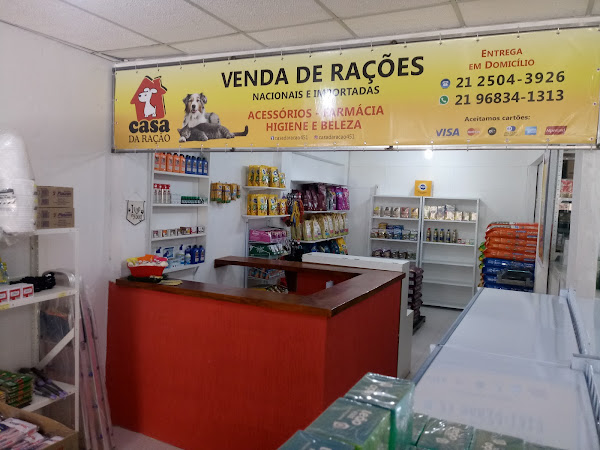 VENDA DE RAÇÕES
NACIONAIS E IMPORTADAS
ACESSÓRIOS - FARMÁCIA
HIGIENE E BELEZA
casa
DA RAÇÃO
ENTREGA
EM DOMICÍLIO
21 2504-3926
21 96834-1313
Aceitamos cartões:
VISA